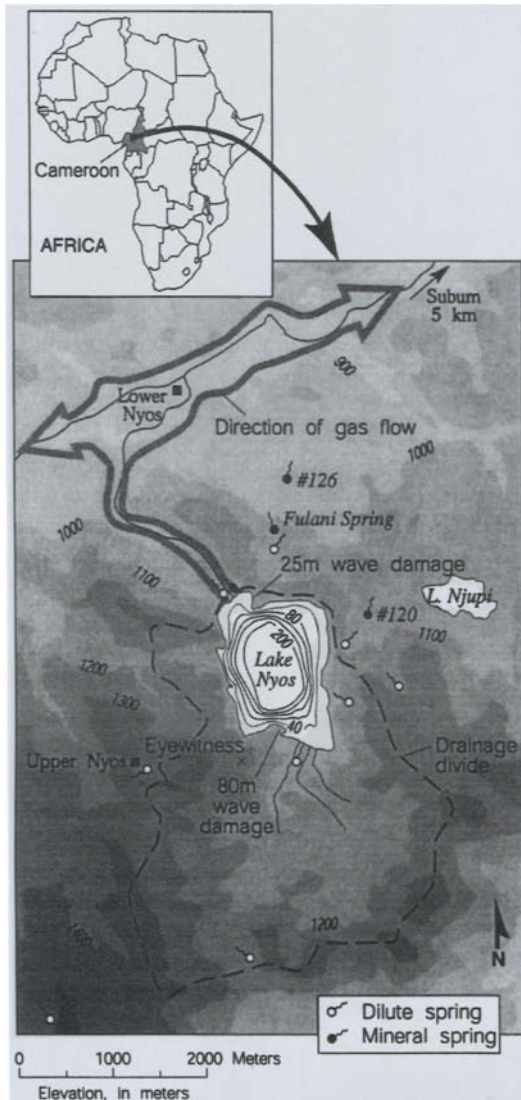 Cameroon
AFRICA
Subum
5 km
900
Lower
Nyos
Direction of gas flow
1000
#126
1000
Fulani Spring
25m wave damage
1100
L. Njupi
#120
80
200
1100
Lake
Nyos
1200
1300
40
Eyewitness
Upper Nyos
Drainage
divide
80m
wave
damage
1200
1400
N
Dilute spring
Mineral spring
0 1000 2000 Meters
Elevation, in meters